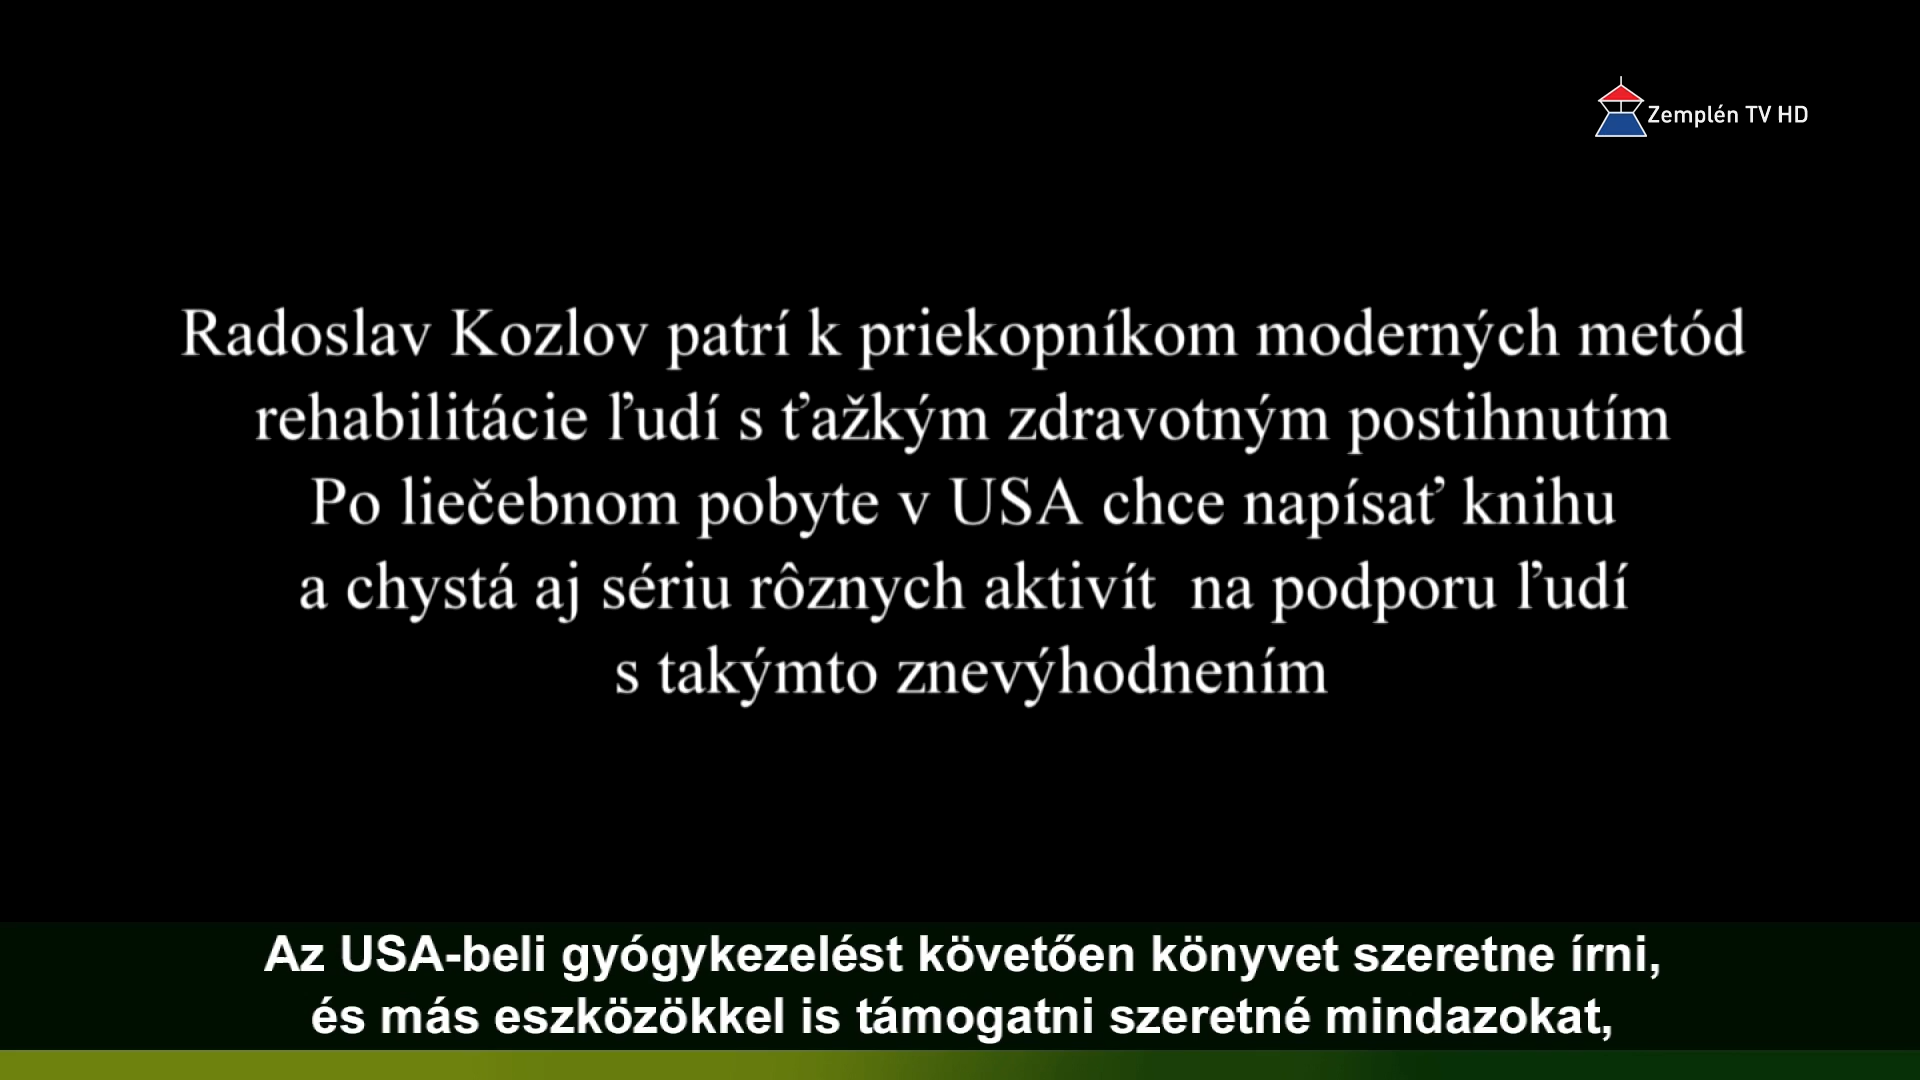 Zemplén TV HD
Radoslav Kozlov patrí k priekopníkom moderných metód
rehabilitácie ľudí s ťažkým zdravotným postihnutím
Po liečebnom pobyte v USA chce napísať knihu
a chystá aj sériu rôznych aktivít na podporu ľudí
s takýmto znevýhodnením
Az USA-beli gyógykezelést követően könyvet szeretne írni,
és más eszközökkel is támogatni szeretné mindazokat,